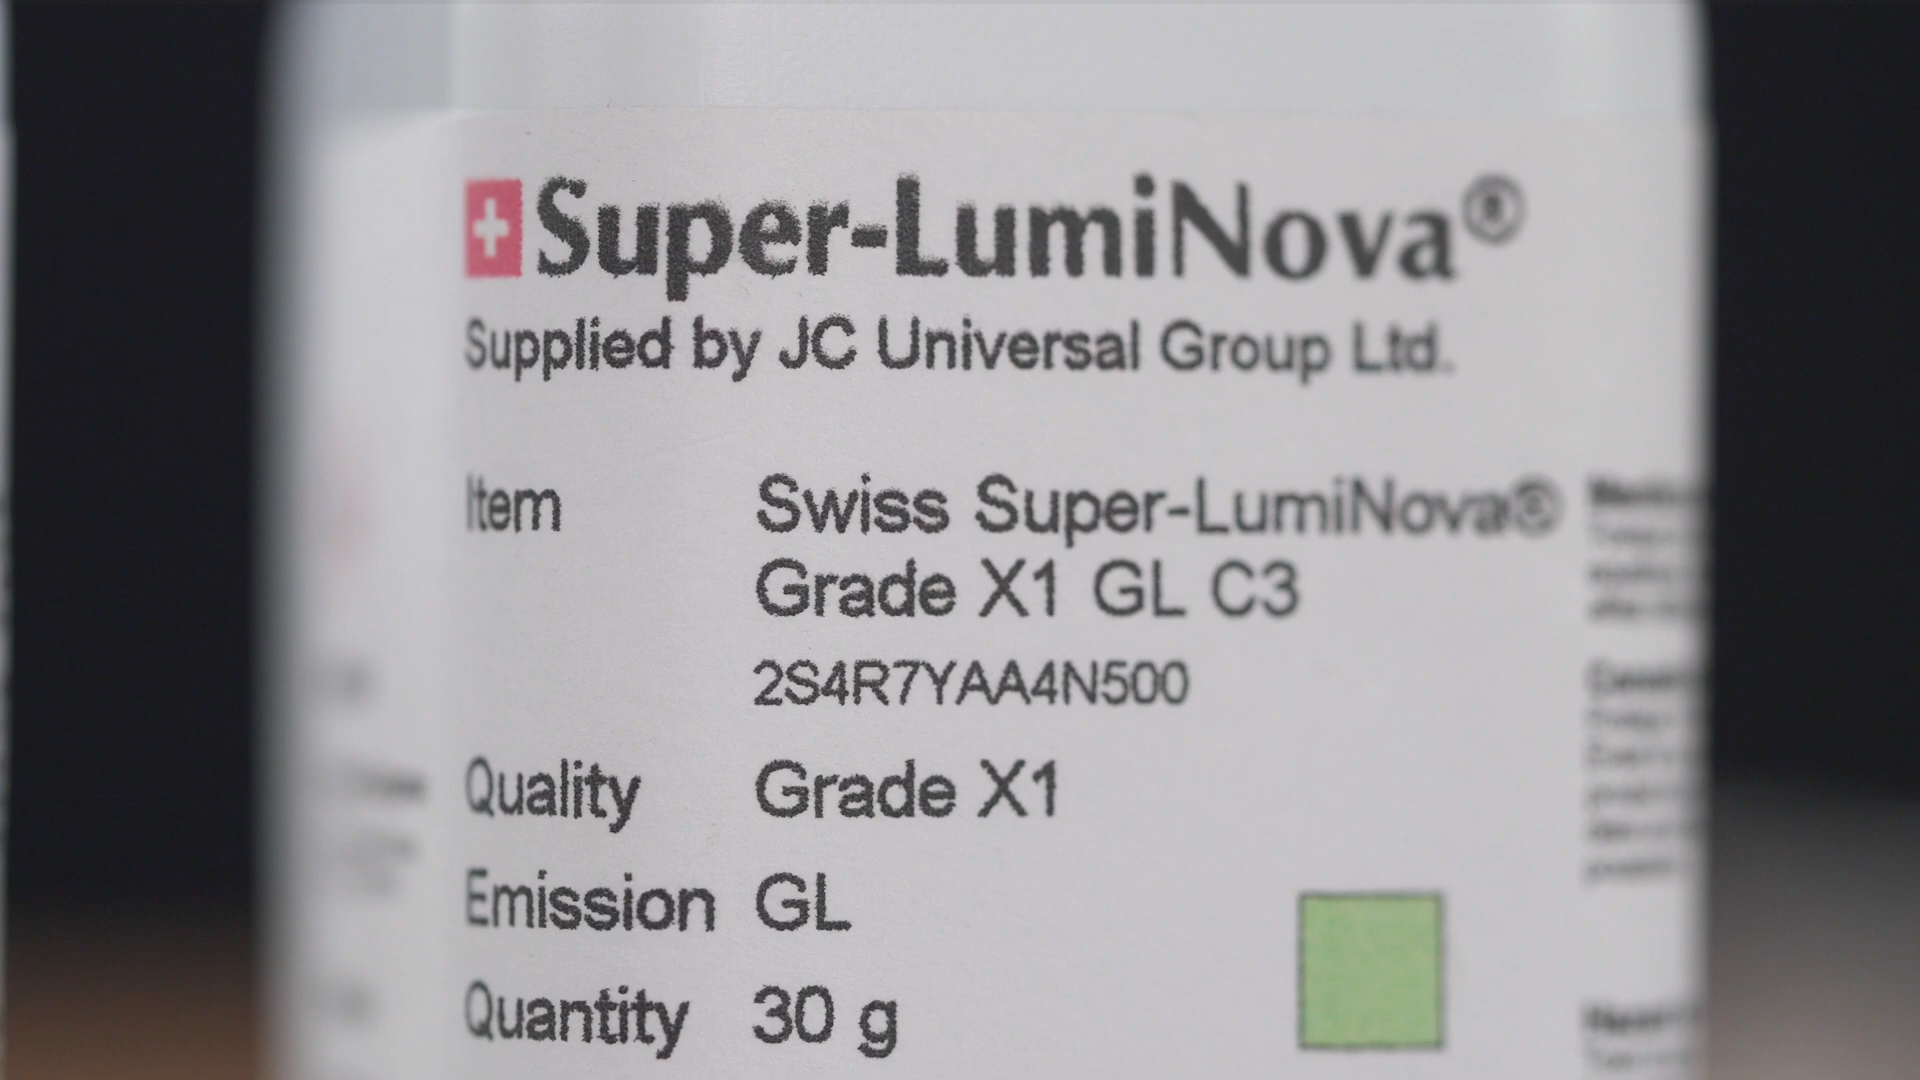 Super-LumiNova®
Supplied by JC Universal Group Ltd.
Item Swiss Super-LumiNova®
Grade X1 GL C3
2S4R7YAA4N500
Quality Grade X1
Emission GL
Quantity 30 g